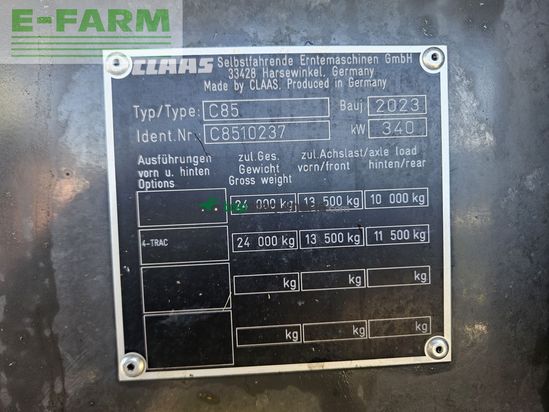 E-FARM
CLAAS Selbstfahrende Erntemaschinen GmbH
33428 Harsewinkel, Germany
Made by CLAAS. Produced in Germany
Typ/Type: C85 Bauj. 2023
Ident.Nr. C8510237 kW 340
Ausführungen vorn u. hinten Options
zul.Ges. Gewicht Gross weight
zul.Achslast/axle load
vorn/front hinten/rear
24 000 kg 13 500 kg 10 000 kg
4-TRAC 24 000 kg 13 500 kg 11 500 kg
kg kg kg
kg kg kg